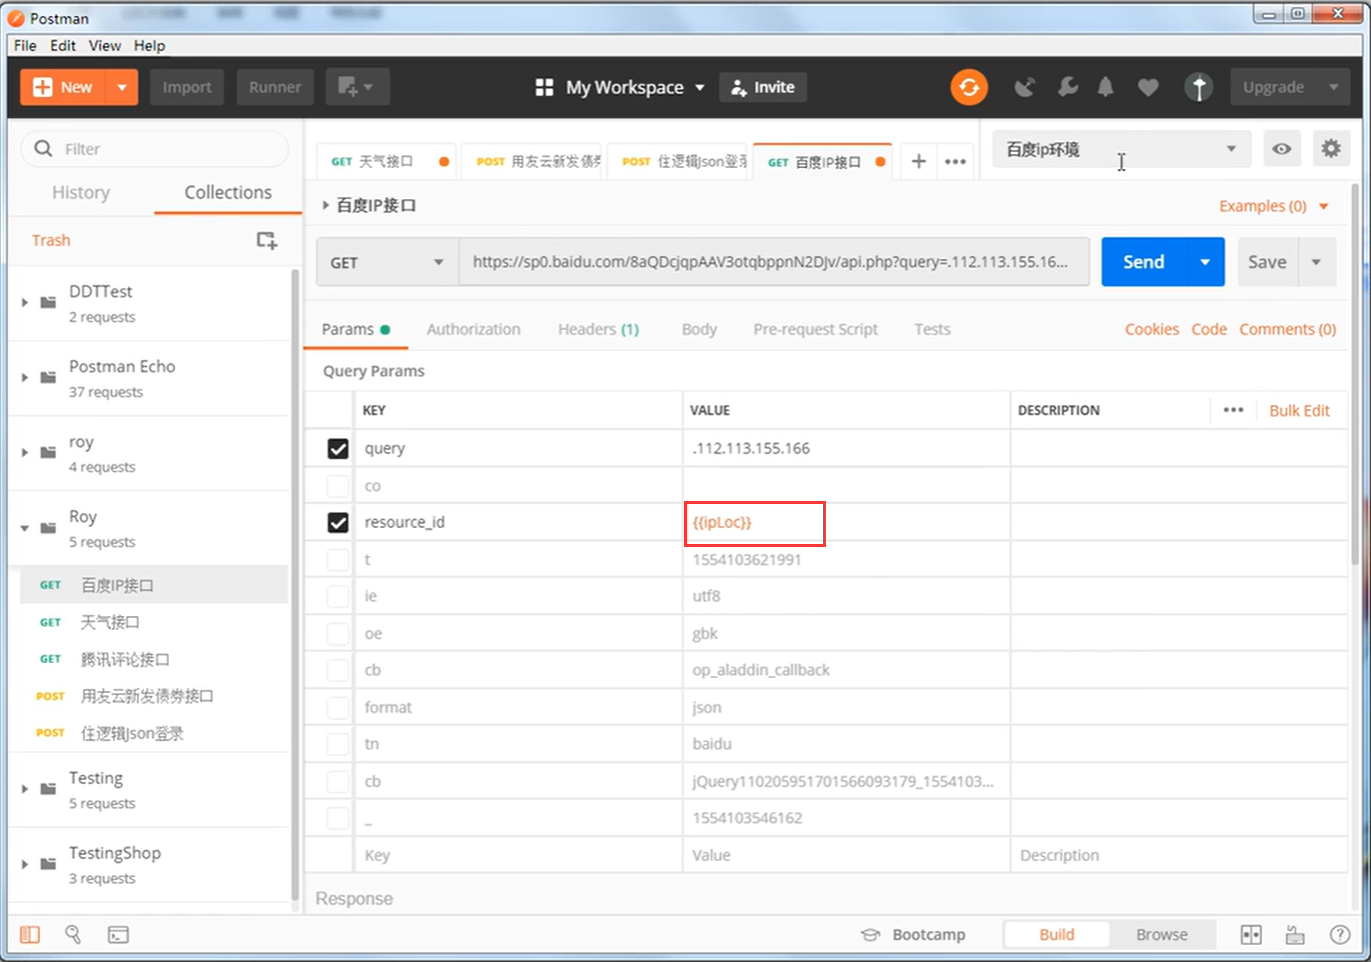 Postman
File Edit View Help
New Import Runner My Workspace Invite Upgrade
Filter
History Collections
Trash
DDTTest
2 requests
Postman Echo
37 requests
roy
4 requests
Roy
5 requests
GET 百度IP接口
GET 天气接口
GET 腾讯评论接口
POST 用友云新发债券接口
POST 住逻辑Json登录
Testing
5 requests
TestingShop
3 requests
GET 天气接口 POST 用友云新发债 POST 住逻辑Json登 GET 百度IP接口 + ••• 百度ip环境
百度IP接口 Examples (0)
GET https://sp0.baidu.com/8aQDcjqpAAV3otqbppnN2DJv/api.php?query=.112.113.155.16... Send Save
Params Authorization Headers (1) Body Pre-request Script Tests Cookies Code Comments (0)
Query Params
KEY VALUE DESCRIPTION ••• Bulk Edit
query .112.113.155.166
co
resource_id {{ipLoc}}
t 1554103621991
ie utf8
oe gbk
cb op_aladdin_callback
format json
tn baidu
cb jQuery110205951701566093179_1554103...
_ 1554103546162
Key Value Description
Response
Bootcamp Build Browse